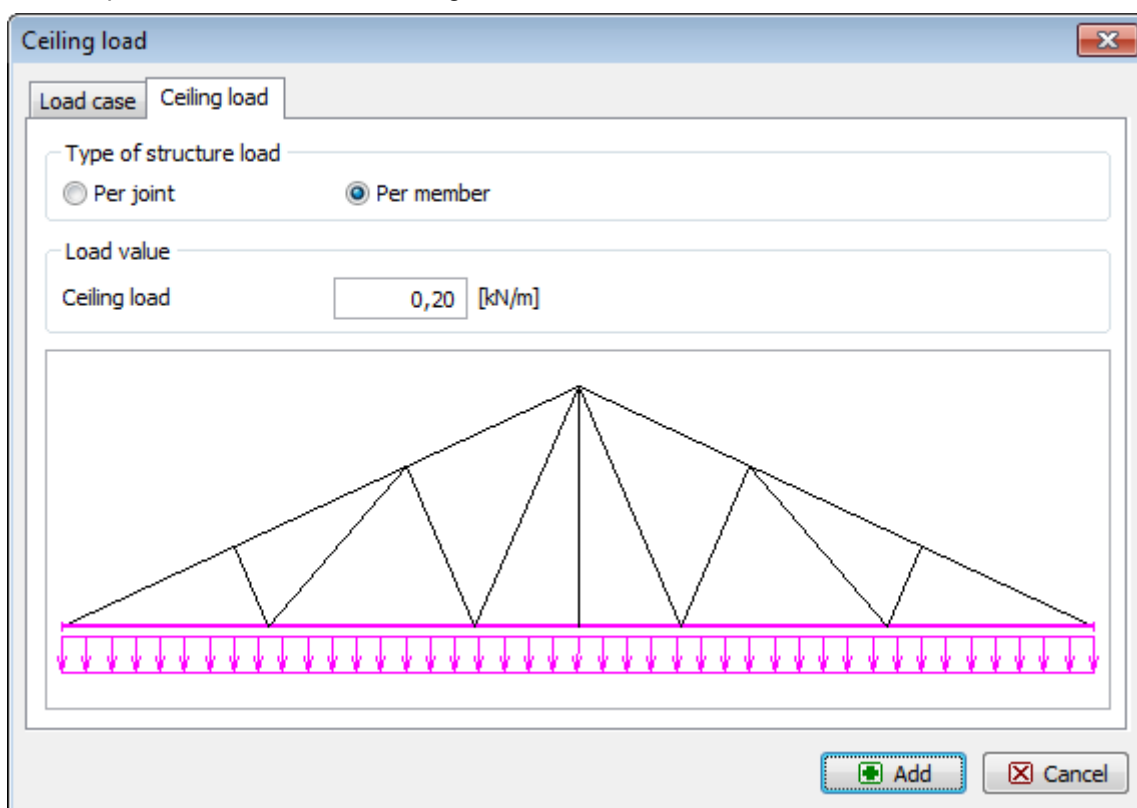 Ceiling load
Load case Ceiling load
Type of structure load
Per joint Per member
Load value
Ceiling load 0,20 [kN/m]
Add Cancel